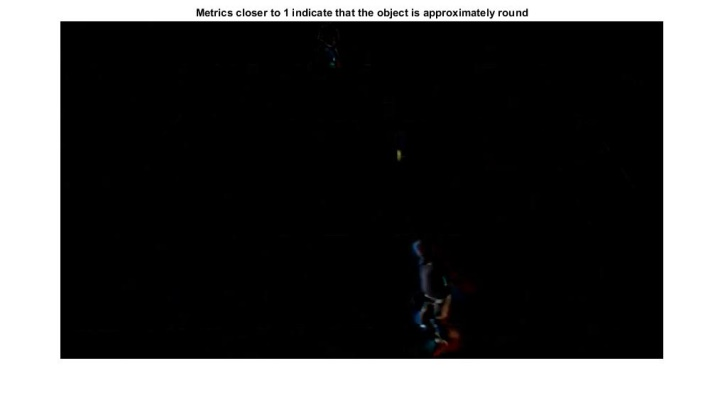 Metrics closer to 1 indicate that the object is approximately round